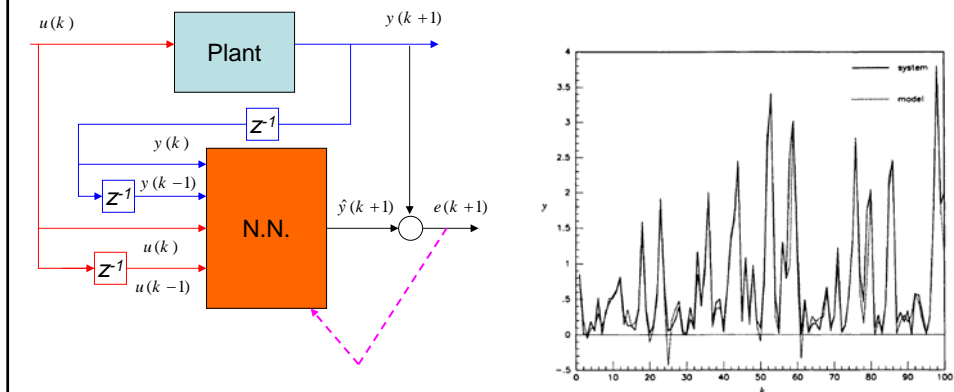 u(k)
y(k+1)
Plant
z-1
y(k)
z-1
y(k−1)
N.N.
ŷ(k+1)
e(k+1)
u(k)
z-1
u(k−1)
4
3.5
3
2.5
2
1.5
1
.5
0
-.5
y
system
model
0 10 20 30 40 50 60 70 80 90 100
k